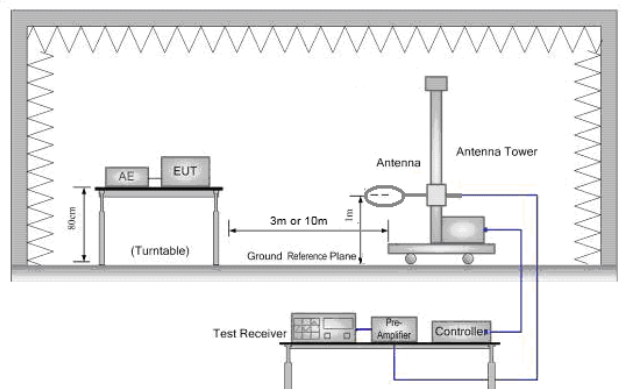 Antenna
Antenna Tower
AE
EUT
80cm
3m or 10m
1m
(Turntable)
Ground Reference Plane
Test Receiver
Pre-
Amplifier
Controller